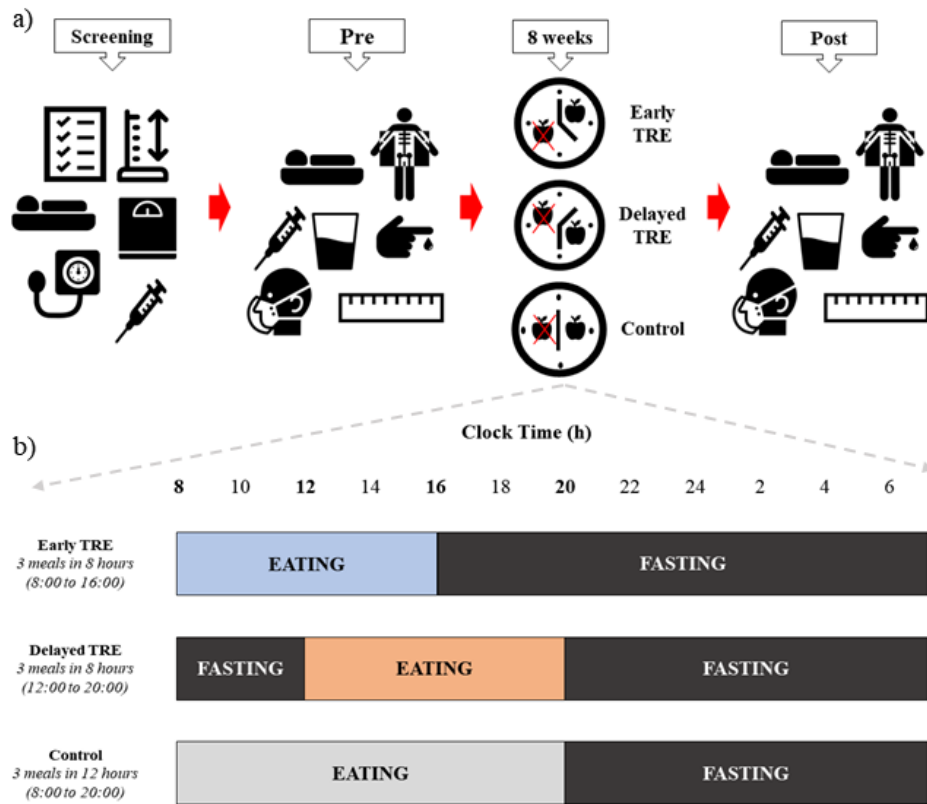 a)
Screening
Pre
8 weeks
Post
Early
TRE
Delayed
TRE
Control
Clock Time (h)
b)
8 10 12 14 16 18 20 22 24 2 4 6
Early TRE
3 meals in 8 hours
(8:00 to 16:00)
EATING FASTING
Delayed TRE
3 meals in 8 hours
(12:00 to 20:00)
FASTING EATING FASTING
Control
3 meals in 12 hours
(8:00 to 20:00)
EATING FASTING